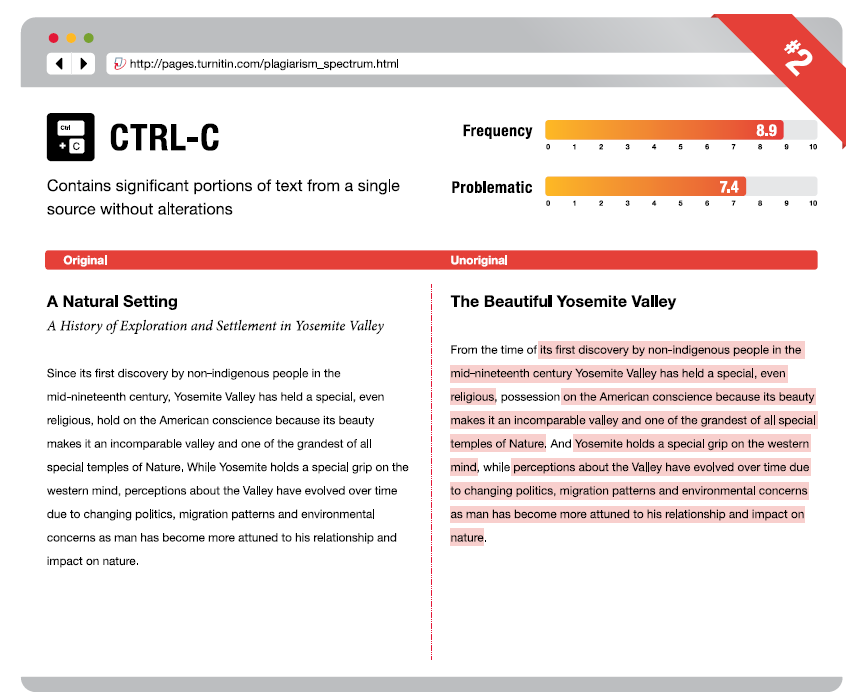 #2
http://pages.turnitin.com/plagiarism_spectrum.html
Ctrl
+ C
CTRL-C
Contains significant portions of text from a single
source without alterations
Frequency
8.9
0 1 2 3 4 5 6 7 8 9 10
Problematic
7.4
0 1 2 3 4 5 6 7 8 9 10
Original
A Natural Setting
A History of Exploration and Settlement in Yosemite Valley
Since its first discovery by non-indigenous people in the
mid-nineteenth century, Yosemite Valley has held a special, even
religious, hold on the American conscience because its beauty
makes it an incomparable valley and one of the grandest of all
special temples of Nature, While Yosemite holds a special grip on the
western mind, perceptions about the Valley have evolved over time
due to changing politics, migration patterns and environmental
concerns as man has become more attuned to his relationship and
impact on nature.
Unoriginal
The Beautiful Yosemite Valley
From the time of its first discovery by non-indigenous people in the
mid-nineteenth century Yosemite Valley has held a special, even
religious, possession on the American conscience because its beauty
makes it an incomparable valley and one of the grandest of all special
temples of Nature. And Yosemite holds a special grip on the western
mind, while perceptions about the Valley have evolved over time due
to changing politics, migration patterns and environmental concerns
as man has become more attuned to his relationship and impact on
nature.